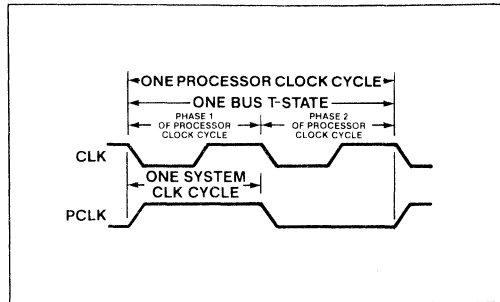 ONE PROCESSOR CLOCK CYCLE
ONE BUS T-STATE
PHASE 1
OF PROCESSOR
CLOCK CYCLE
PHASE 2
OF PROCESSOR
CLOCK CYCLE
CLK
ONE SYSTEM
CLK CYCLE
PCLK